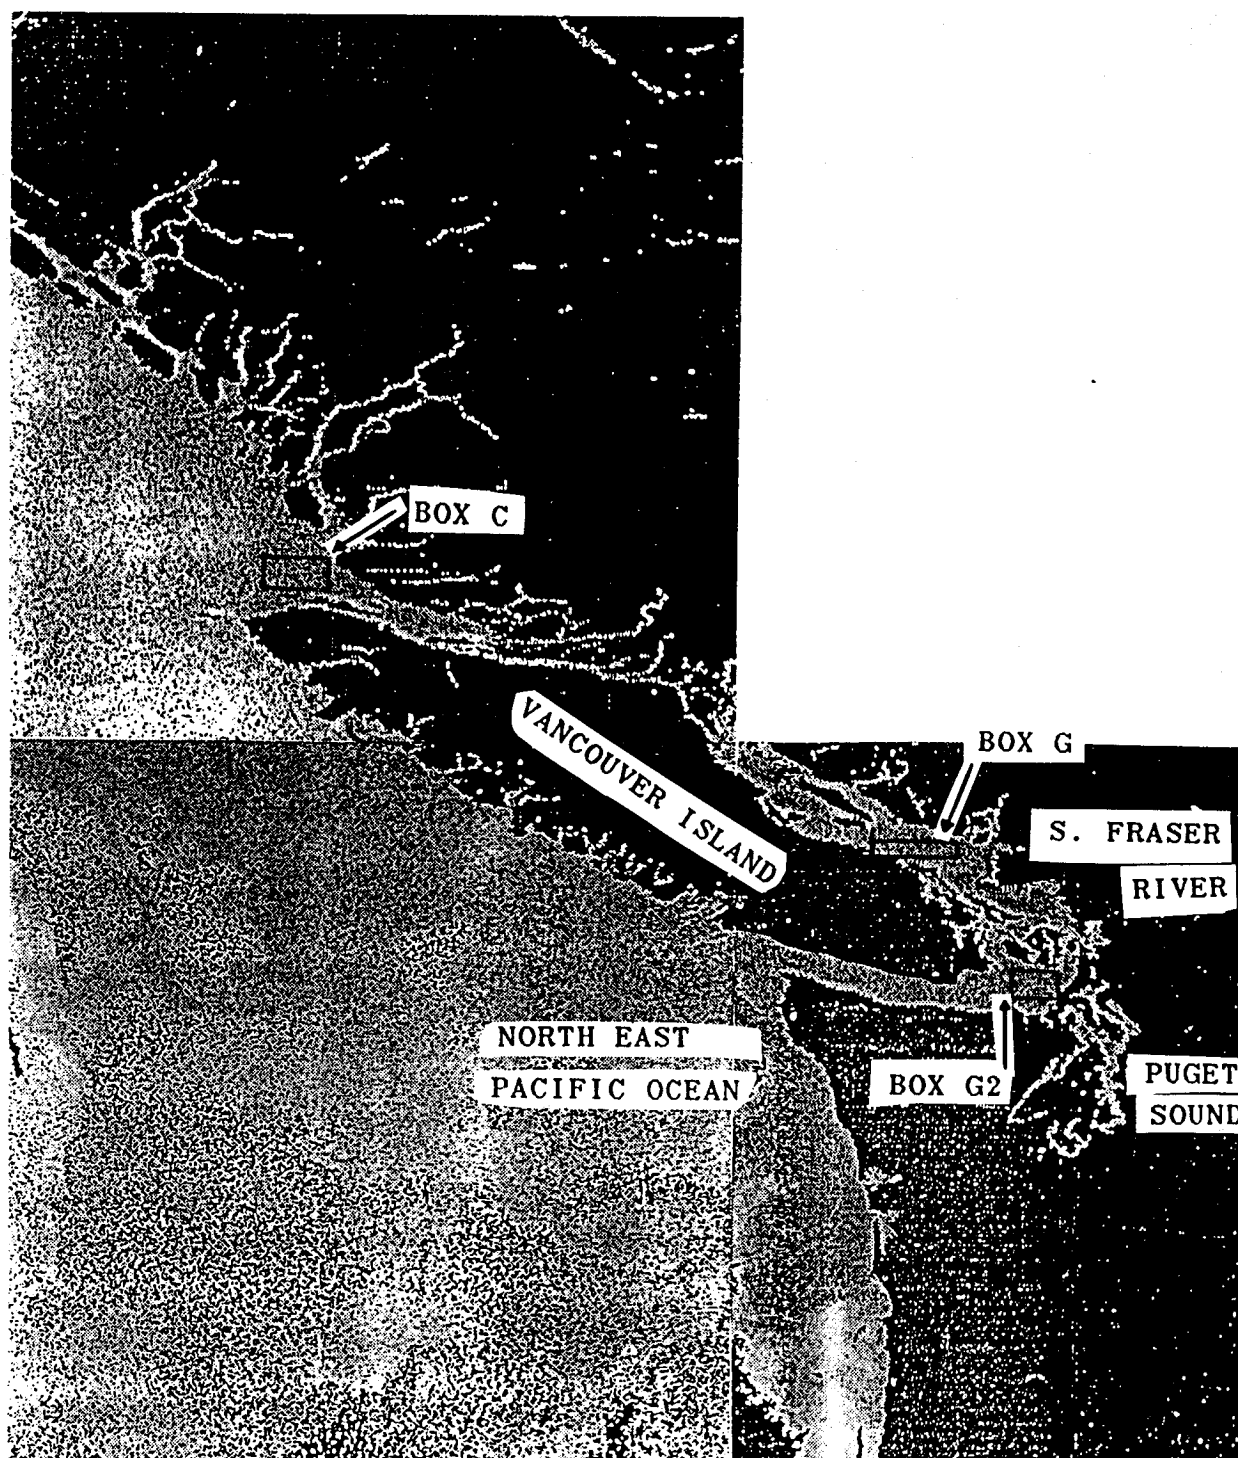 BOX C
VANCOUVER ISLAND
BOX G
S. FRASER
RIVER
NORTH EAST
PACIFIC OCEAN
BOX G2
PUGET
SOUND